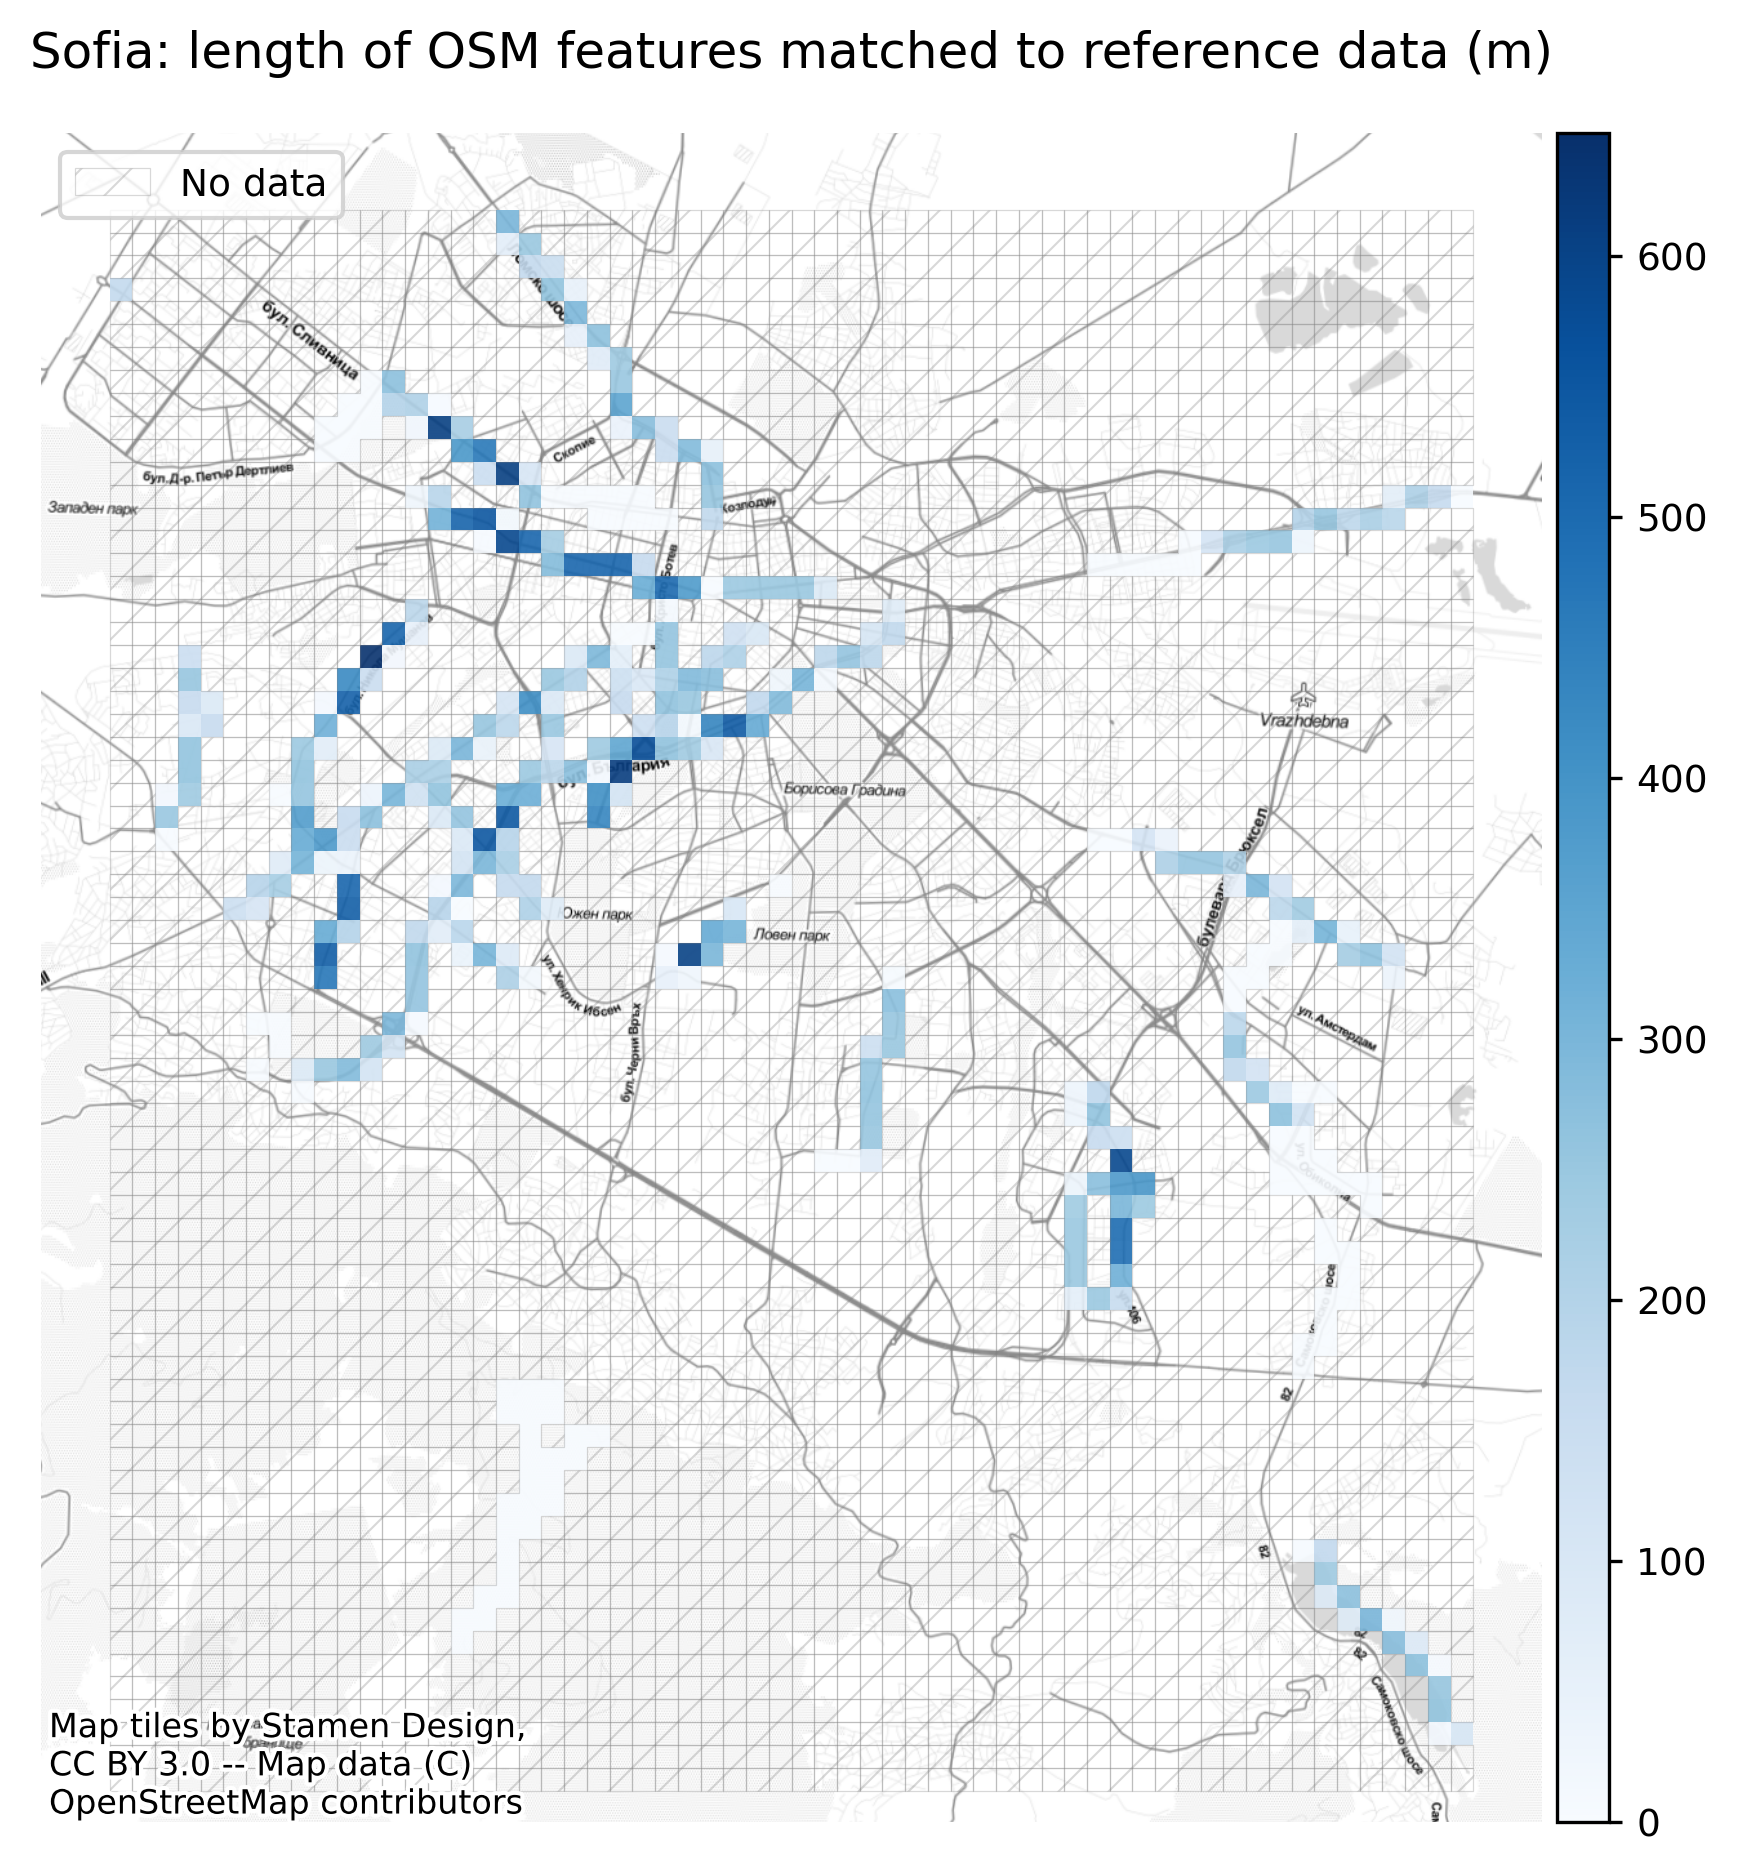 Sofia: length of OSM features matched to reference data (m)
No data
бул. Сливница
Скопие
бул. Д-р. Петър Дертлиев
Западен парк
Козлодуй
Ботев
600
500
400
300
200
100
0
Vrazhdebna
бул. България
Борисова Градина
булевард Брюксел
Южен парк
Ловен парк
ул. Хенрик Ибсен
бул. Черни Връх
ул. Амстердам
82
82
82
Самоковско шосе
Map tiles by Stamen Design,
CC BY 3.0 -- Map data (C)
OpenStreetMap contributors